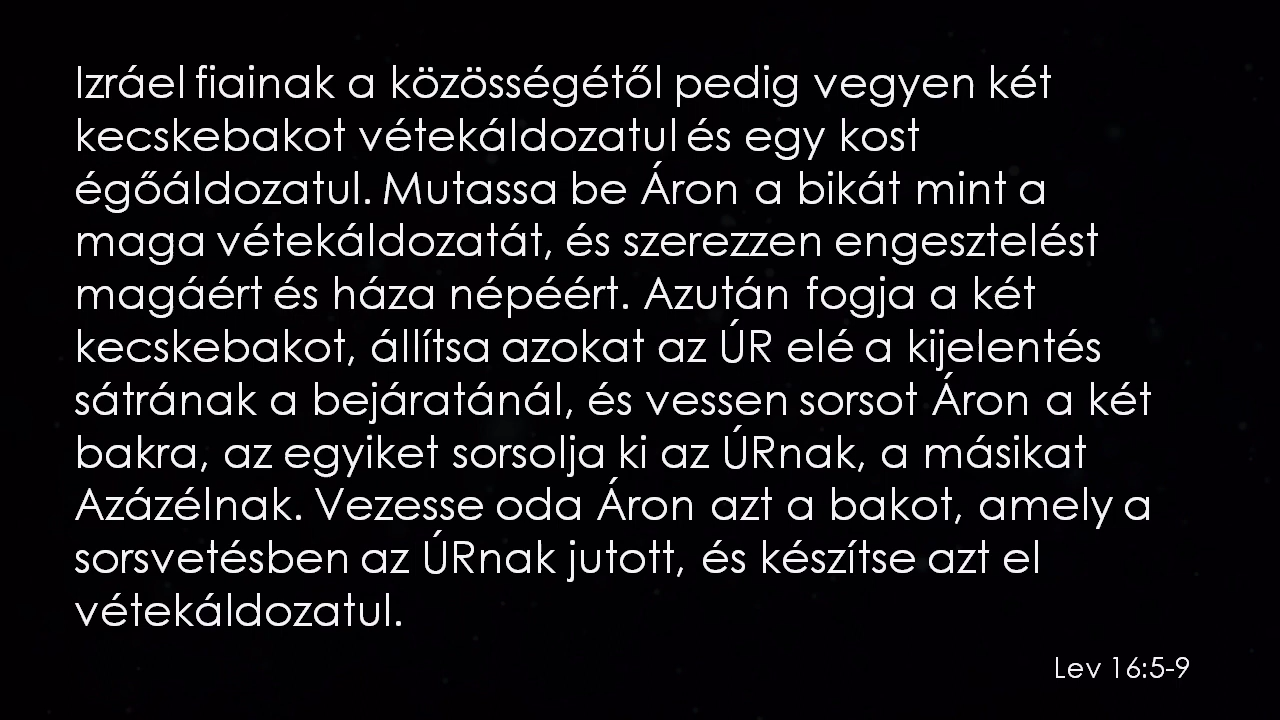 Izráel fiainak a közösségétől pedig vegyen két
kecskebakot vétekáldozatul és egy kost
égőáldozatul. Mutassa be Áron a bikát mint a
maga vétekáldozatát, és szerezzen engesztelést
magáért és háza népéért. Azután fogja a két
kecskebakot, állítsa azokat az ÚR elé a kijelentés
sátrának a bejáratánál, és vessen sorsot Áron a két
bakra, az egyiket sorsolja ki az ÚRnak, a másikat
Azázélnak. Vezesse oda Áron azt a bakot, amely a
sorsvetésben az ÚRnak jutott, és készítse azt el
vétekáldozatul.
Lev 16:5-9